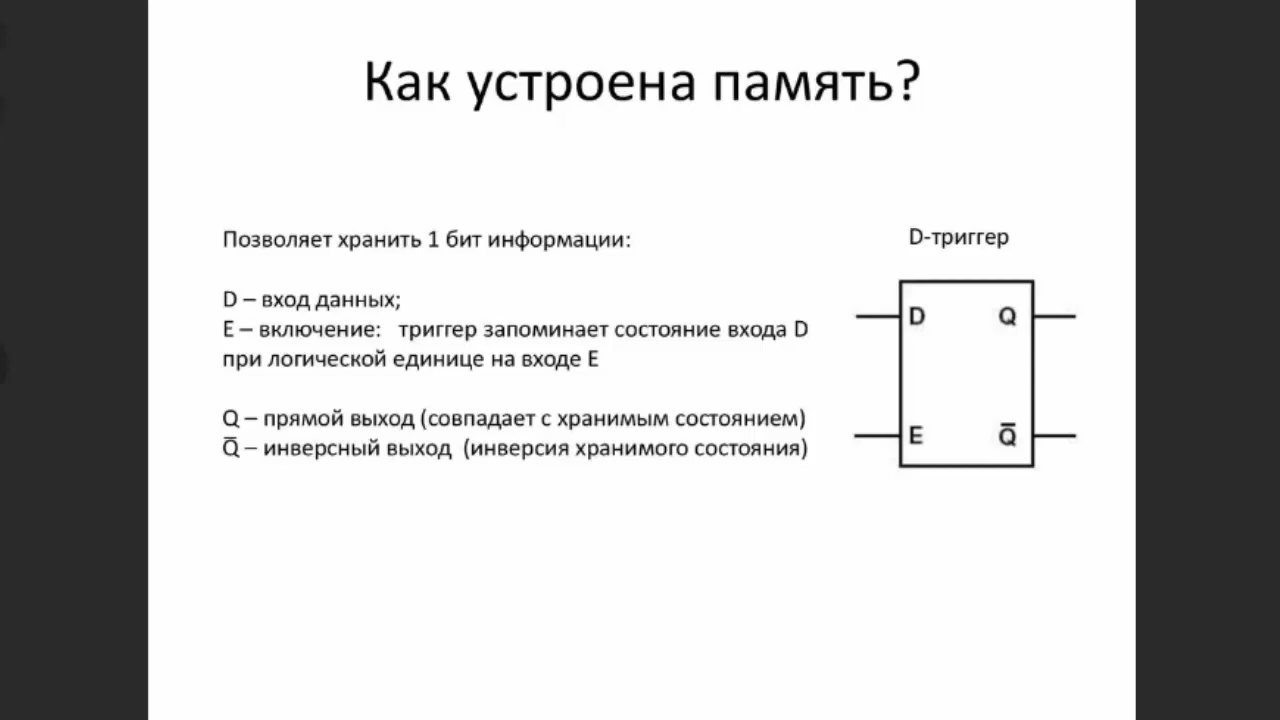 Как устроена память?
Позволяет хранить 1 бит информации:
D – вход данных;
E – включение: триггер запоминает состояние входа D
при логической единице на входе E
Q – прямой выход (совпадает с хранимым состоянием)
Q̅ – инверсный выход (инверсия хранимого состояния)
D-триггер
D Q
E Q̅